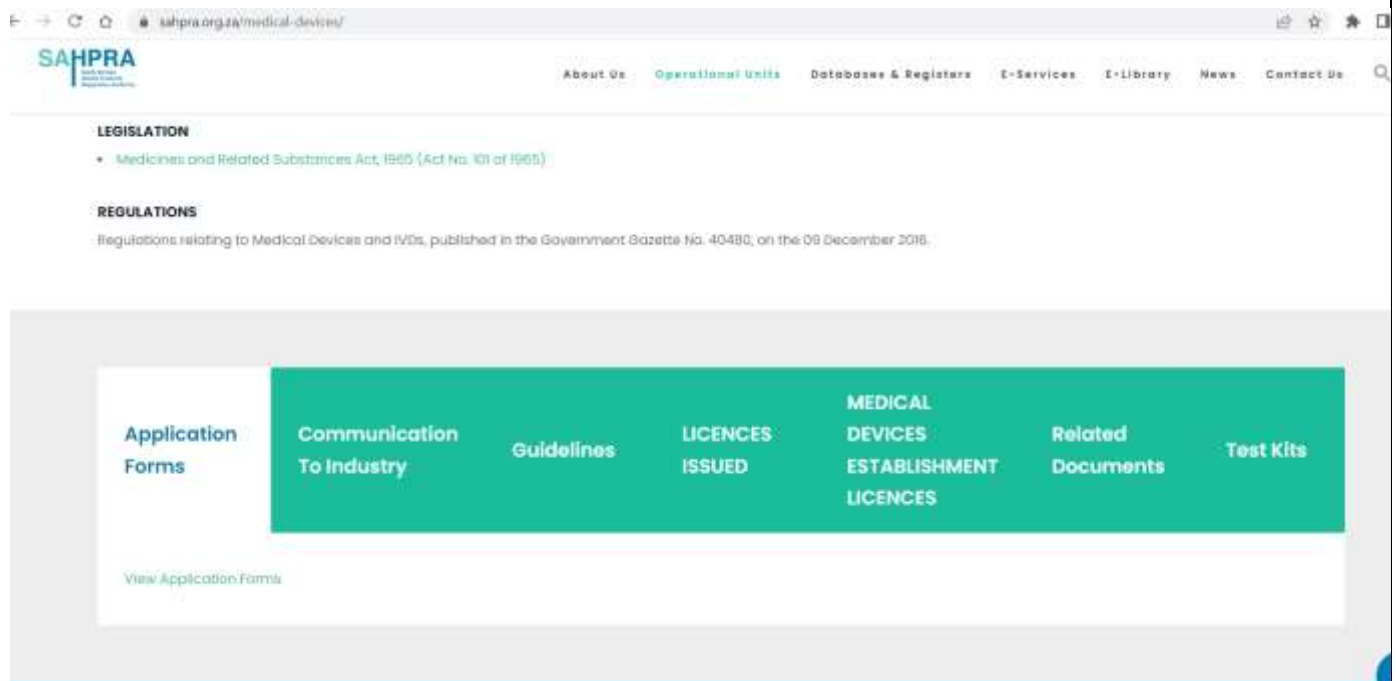 sahpra.org.za/medical-devices/
SAHPRA
About Us Operational Units Databases & Registers E-Services E-Library News Contact Us
LEGISLATION
• Medicines and Related Substances Act, 1965 (Act No. 101 of 1965)
REGULATIONS
Regulations relating to Medical Devices and IVDs, published in the Government Gazette No. 40480, on the 09 December 2016.
Application
Forms
Communication
To Industry
Guidelines
LICENCES
ISSUED
MEDICAL
DEVICES
ESTABLISHMENT
LICENCES
Related
Documents
Test Kits
View Application Forms